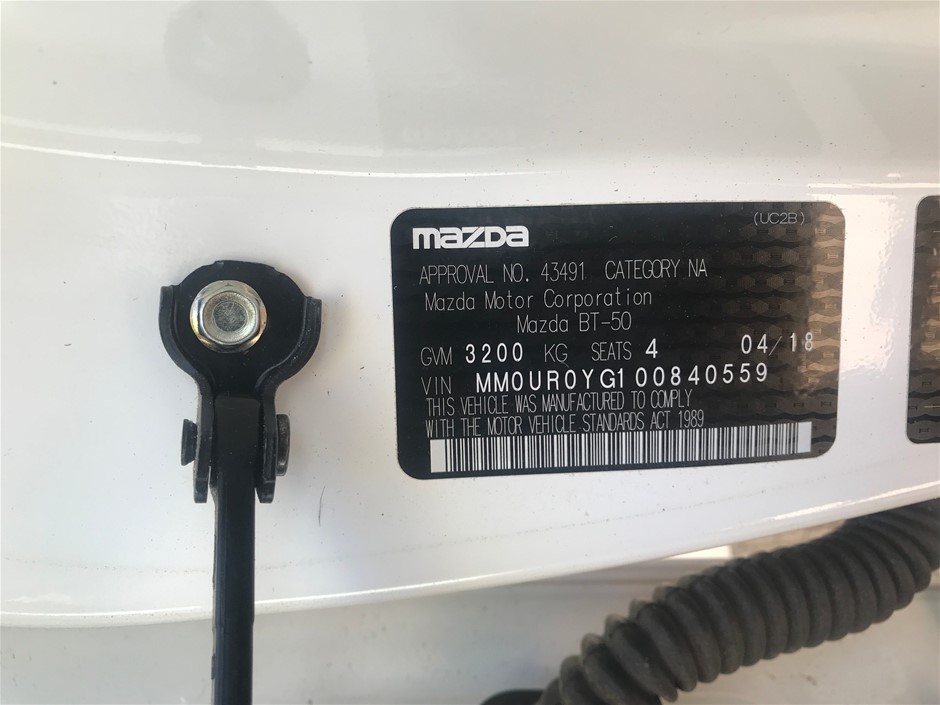 mazda
(UC2B)
APPROVAL NO. 43491 CATEGORY NA
Mazda Motor Corporation
Mazda BT-50
GVM 3200 KG SEATS 4 04/18
VIN MM0UR0YG100840559
THIS VEHICLE WAS MANUFACTURED TO COMPLY
WITH THE MOTOR VEHICLE STANDARDS ACT 1989